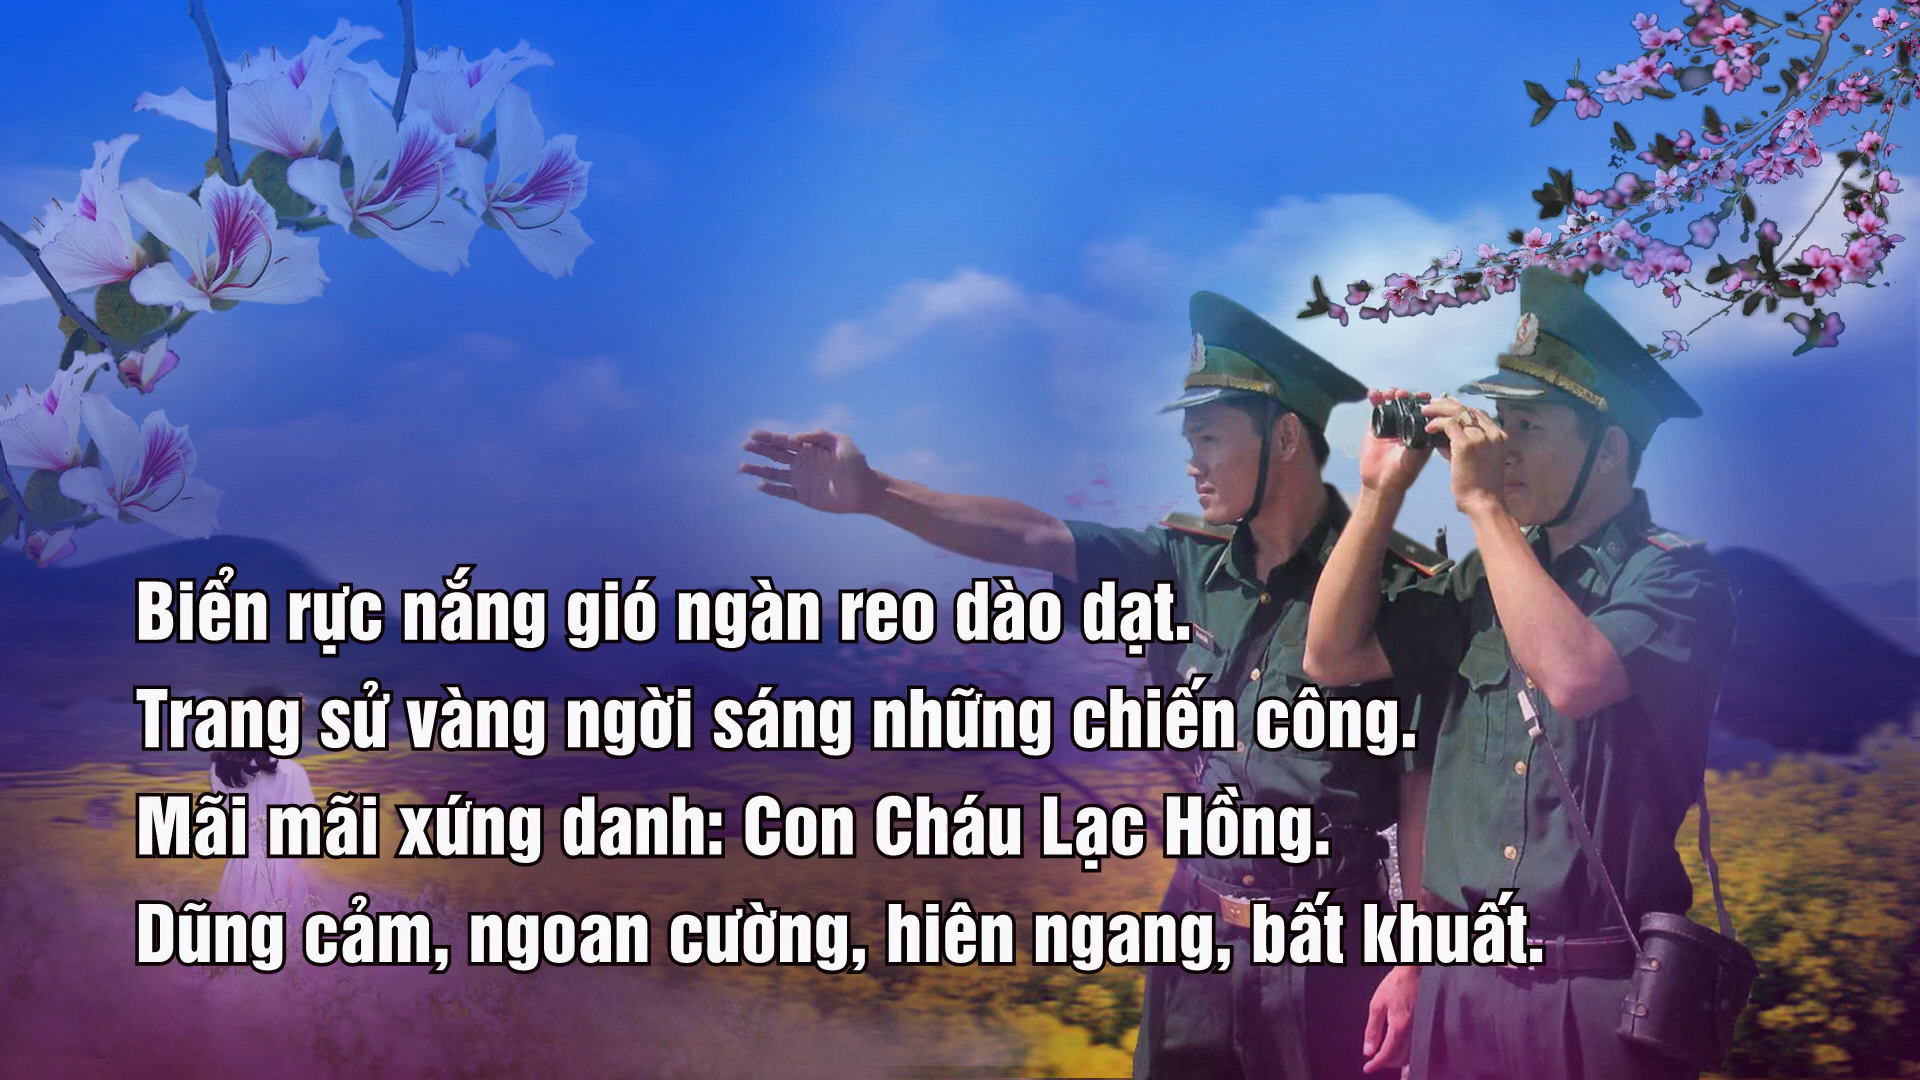 Biển rực nắng gió ngàn reo dào dạt.
Trang sử vàng ngời sáng những chiến công.
Mãi mãi xứng danh: Con Cháu Lạc Hồng.
Dũng cảm, ngoan cường, hiên ngang, bất khuất.